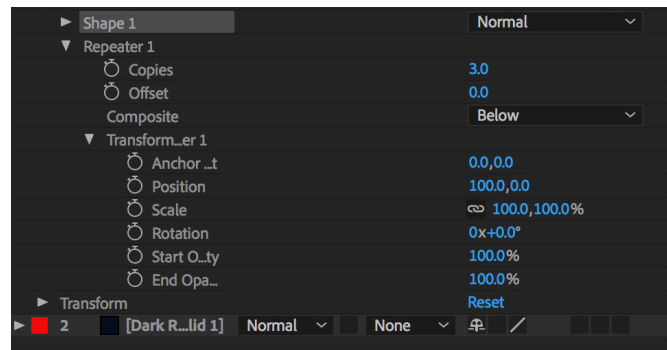 Shape 1 Normal
Repeater 1
Copies 3.0
Offset 0.0
Composite Below
Transform...er 1
Anchor ...t 0.0,0.0
Position 100.0,0.0
Scale 100.0,100.0%
Rotation 0x+0.0°
Start O...ty 100.0%
End Opa... 100.0%
Transform Reset
2 [Dark R...lid 1] Normal None